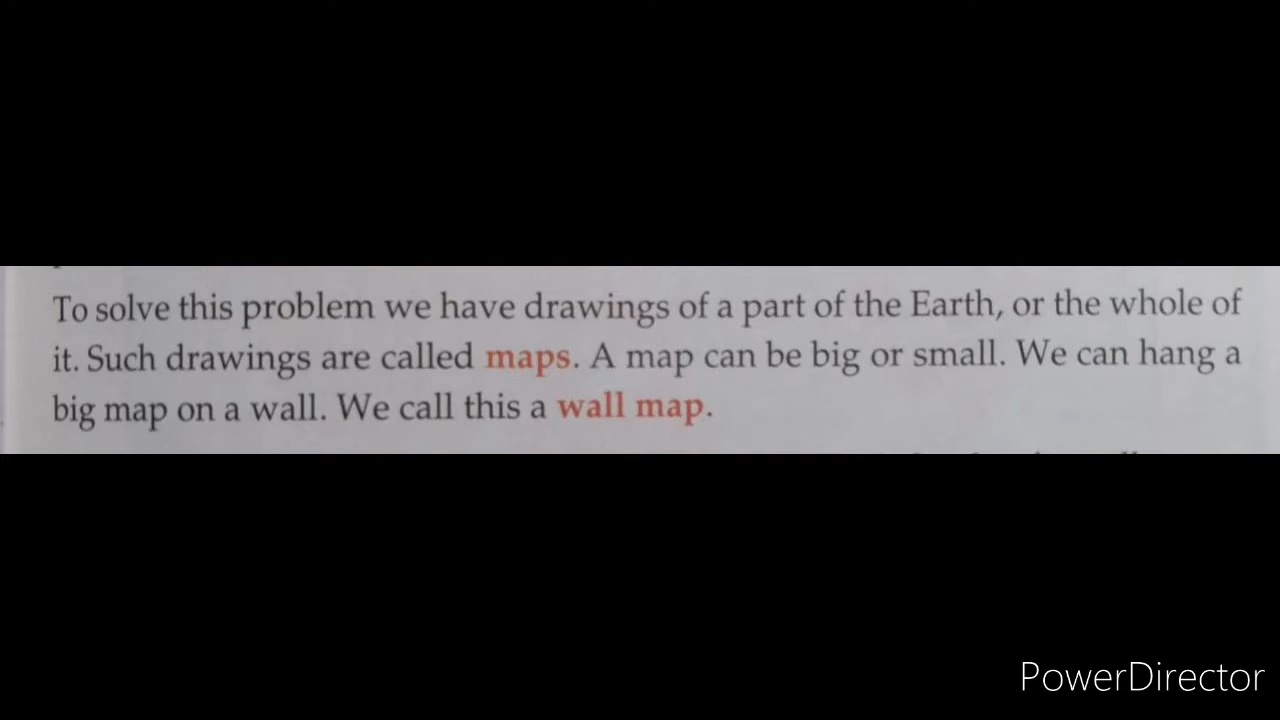 To solve this problem we have drawings of a part of the Earth, or the whole of
it. Such drawings are called maps. A map can be big or small. We can hang a
big map on a wall. We call this a wall map.
PowerDirector